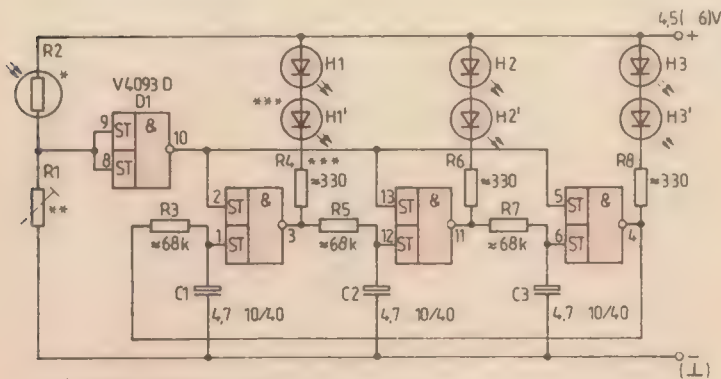 4,5( 6)V
+
R2
*
H1
H2
H3
V4093 D
D1
***
H1'
H2'
H3'
9
ST
&
10
8
ST
R1
**
R4
***
≈330
R6
≈330
R8
≈330
2
ST
&
13
ST
&
5
ST
&
R3
≈68k
1
ST
3
R5
≈68k
12
ST
11
R7
≈68k
6
ST
4
C1
4,7 10/40
C2
4,7 10/40
C3
4,7 10/40
−
(⊥)